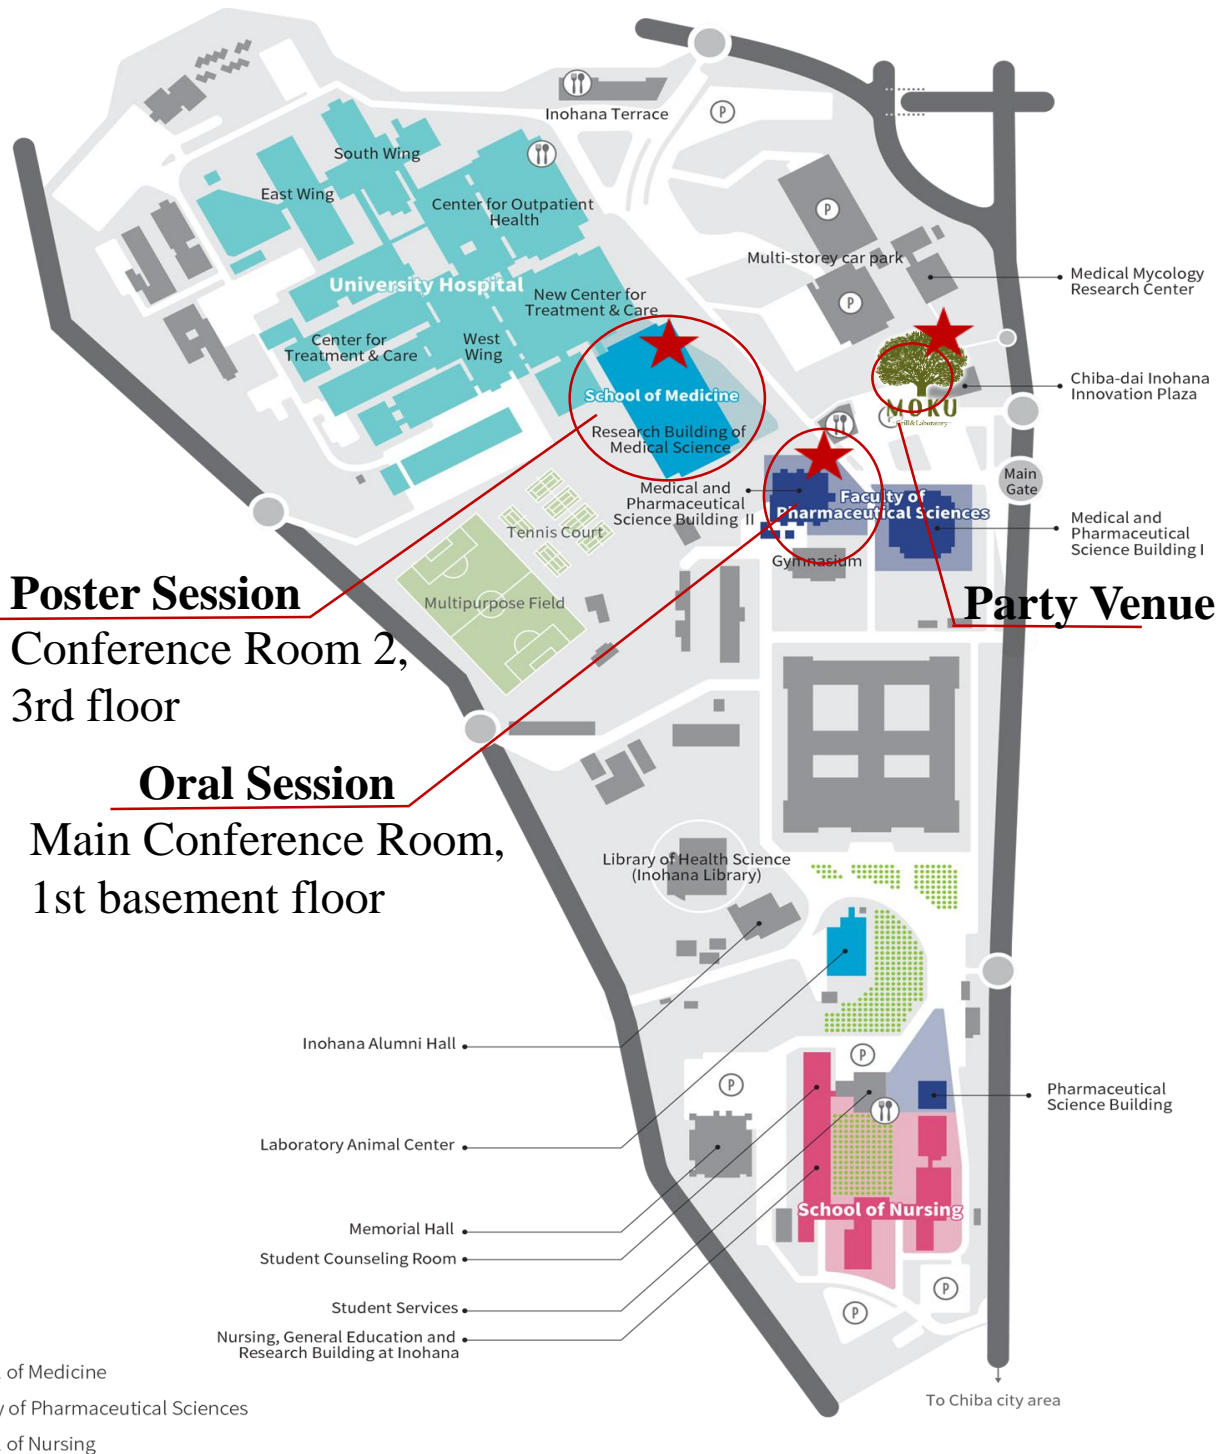 Inohana Terrace
P
South Wing
East Wing
Center for Outpatient
Health
P
Multi-storey car park
University Hospital
New Center for
Treatment & Care
P
Medical Mycology
Research Center
Center for
Treatment & Care
West
Wing
School of Medicine
Research Building of
Medical Science
MOKU
Grill & Laboratory
Chiba-dai Inohana
Innovation Plaza
Main
Gate
Medical and
Pharmaceutical
Science Building II
Faculty of
Pharmaceutical Sciences
Medical and
Pharmaceutical
Science Building I
Tennis Court
Gymnasium
Multipurpose Field
Poster Session
Conference Room 2,
3rd floor
Party Venue
Oral Session
Main Conference Room,
1st basement floor
Library of Health Science
(Inohana Library)
Inohana Alumni Hall
P
P
Laboratory Animal Center
Pharmaceutical
Science Building
Memorial Hall
Student Counseling Room
School of Nursing
Student Services
Nursing, General Education and
Research Building at Inohana
P
P
of Medicine
of Pharmaceutical Sciences
of Nursing
To Chiba city area